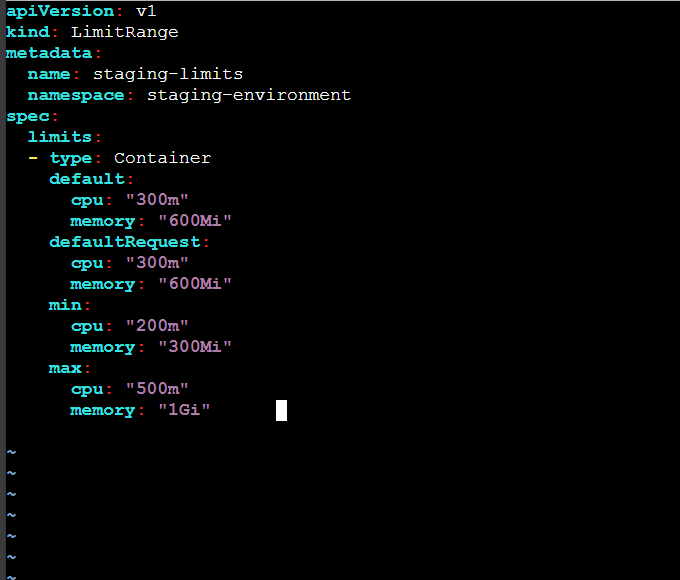 apiVersion: v1
kind: LimitRange
metadata:
  name: staging-limits
  namespace: staging-environment
spec:
  limits:
  - type: Container
    default:
      cpu: "300m"
      memory: "600Mi"
    defaultRequest:
      cpu: "300m"
      memory: "600Mi"
    min:
      cpu: "200m"
      memory: "300Mi"
    max:
      cpu: "500m"
      memory: "1Gi"
~
~
~
~
~
~
~